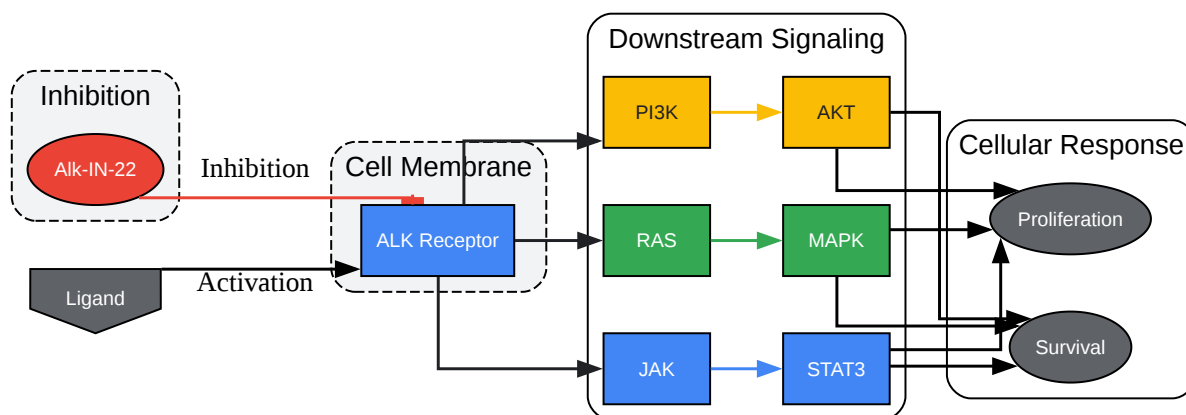 Downstream Signaling
Inhibition
PI3K
AKT
Cellular Response
Alk-IN-22
Inhibition
Cell Membrane
Proliferation
ALK Receptor
RAS
MAPK
Activation
Ligand
JAK
STAT3
Survival